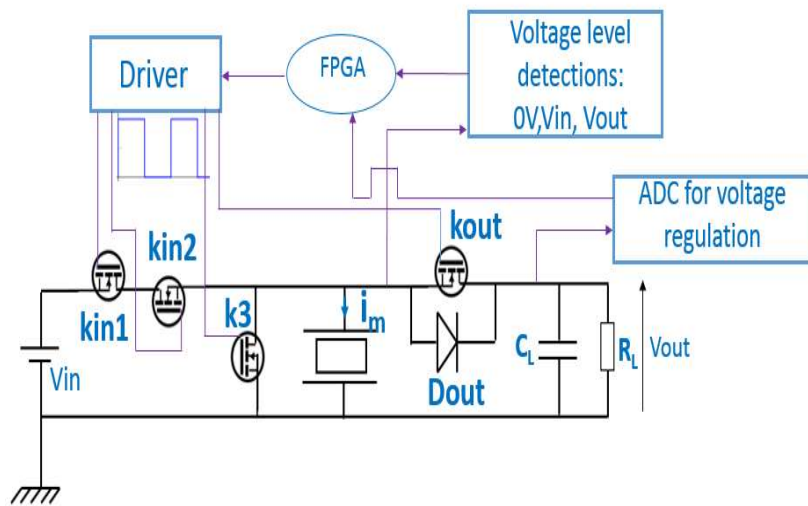 Driver
FPGA
Voltage level
detections:
0V,Vin, Vout
ADC for voltage
regulation
kout
kin2
kin1
k3
im
Dout
CL
RL
Vout
Vin